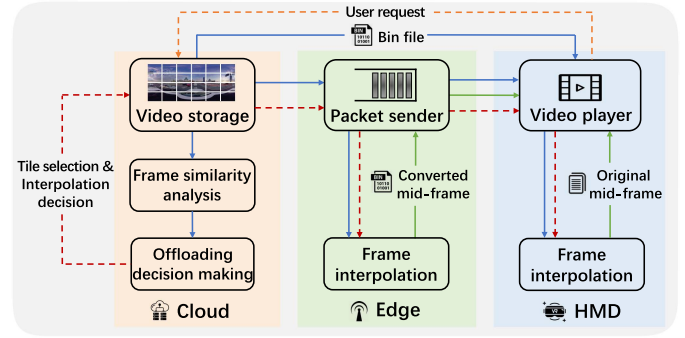 User request
BIN
10110
01001
Bin file
Video storage
Packet sender
Video player
Tile selection &
Interpolation
decision
Frame similarity
analysis
BIN
10110
01001
Converted
mid-frame
Original
mid-frame
Offloading
decision making
Frame
interpolation
Frame
interpolation
Cloud
Edge
VR
HMD